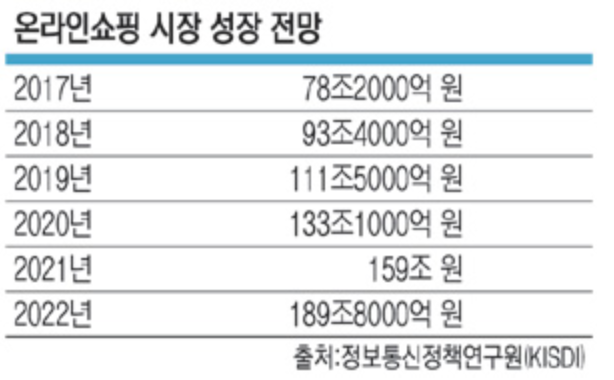 온라인쇼핑 시장 성장 전망
2017년 78조2000억 원
2018년 93조4000억 원
2019년 111조5000억 원
2020년 133조1000억 원
2021년 159조 원
2022년 189조8000억 원
출처:정보통신정책연구원(KISDI)